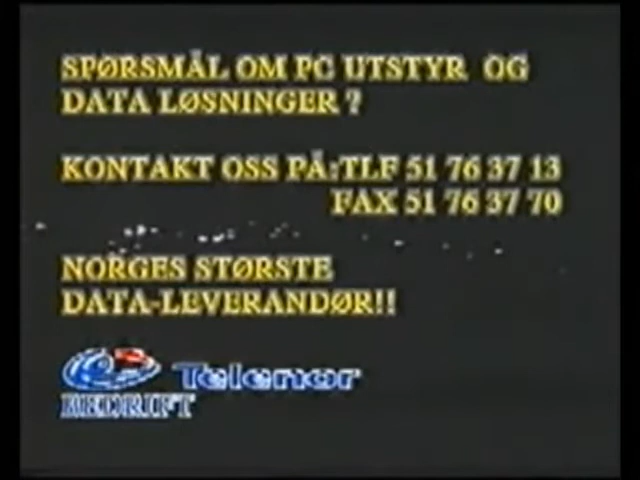 SPØRSMÅL OM PC UTSTYR OG
DATA LØSNINGER ?
KONTAKT OSS PÅ:TLF 51 76 37 13
FAX 51 76 37 70
NORGES STØRSTE
DATA-LEVERANDØR!!
Telenor
BEDRIFT